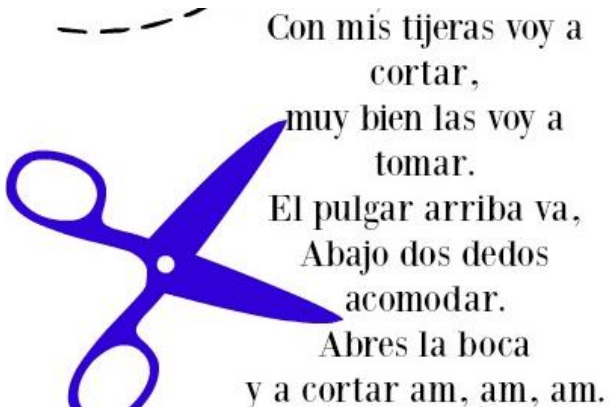 Con mis tijeras voy a
cortar,
muy bien las voy a
tomar.
El pulgar arriba va,
Abajo dos dedos
acomodar.
Abres la boca
y a cortar am, am, am.